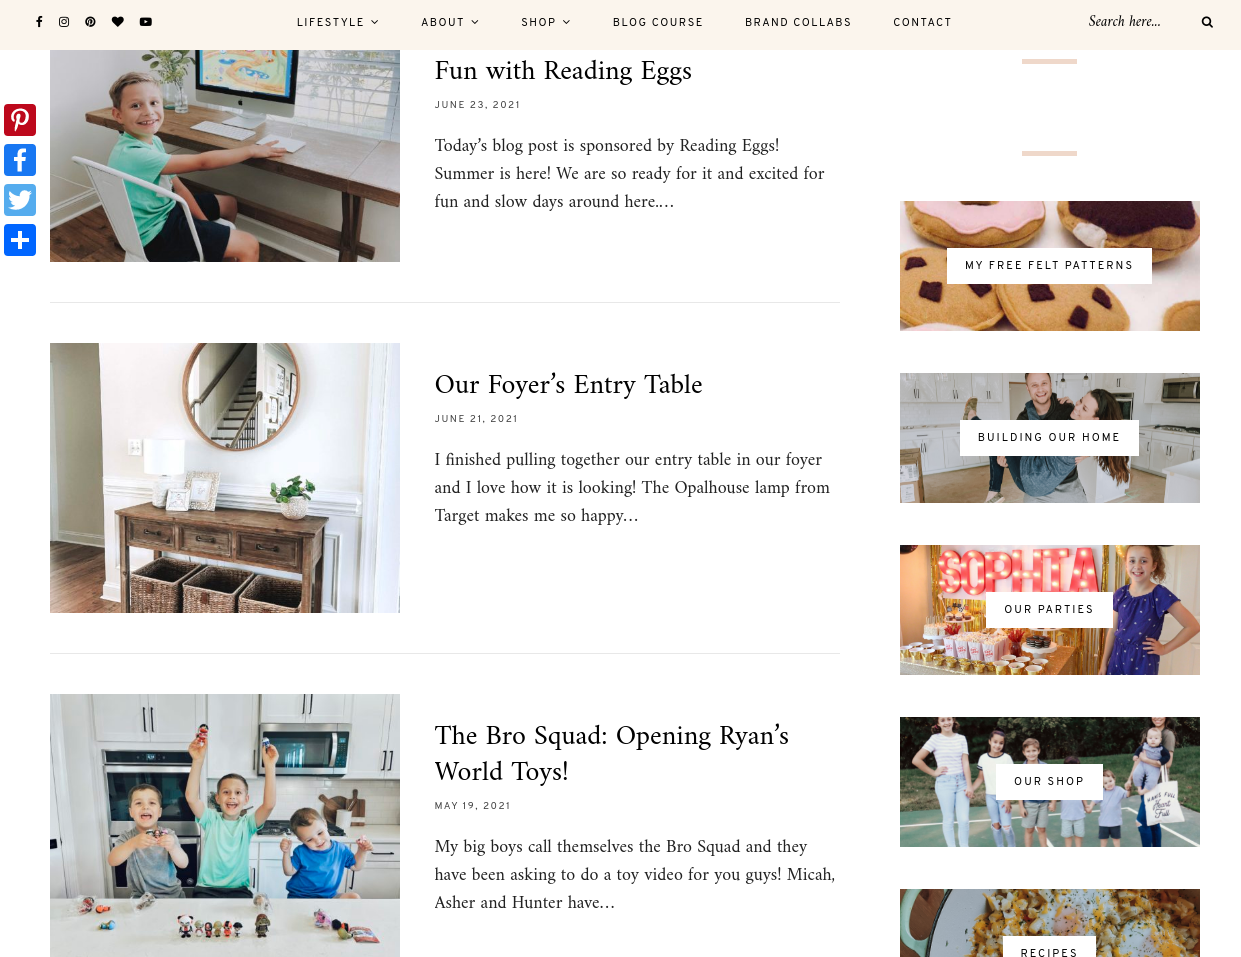 LIFESTYLE
ABOUT
SHOP
BLOG COURSE
BRAND COLLABS
CONTACT
Search here...
Fun with Reading Eggs
JUNE 23, 2021
Today’s blog post is sponsored by Reading Eggs!
Summer is here! We are so ready for it and excited for
fun and slow days around here.…
MY FREE FELT PATTERNS
Our Foyer’s Entry Table
JUNE 21, 2021
I finished pulling together our entry table in our foyer
and I love how it is looking! The Opalhouse lamp from
Target makes me so happy…
BUILDING OUR HOME
SOPHIA
OUR PARTIES
The Bro Squad: Opening Ryan’s
World Toys!
MAY 19, 2021
My big boys call themselves the Bro Squad and they
have been asking to do a toy video for you guys! Micah,
Asher and Hunter have…
OUR SHOP
Heart
Full
RECIPES